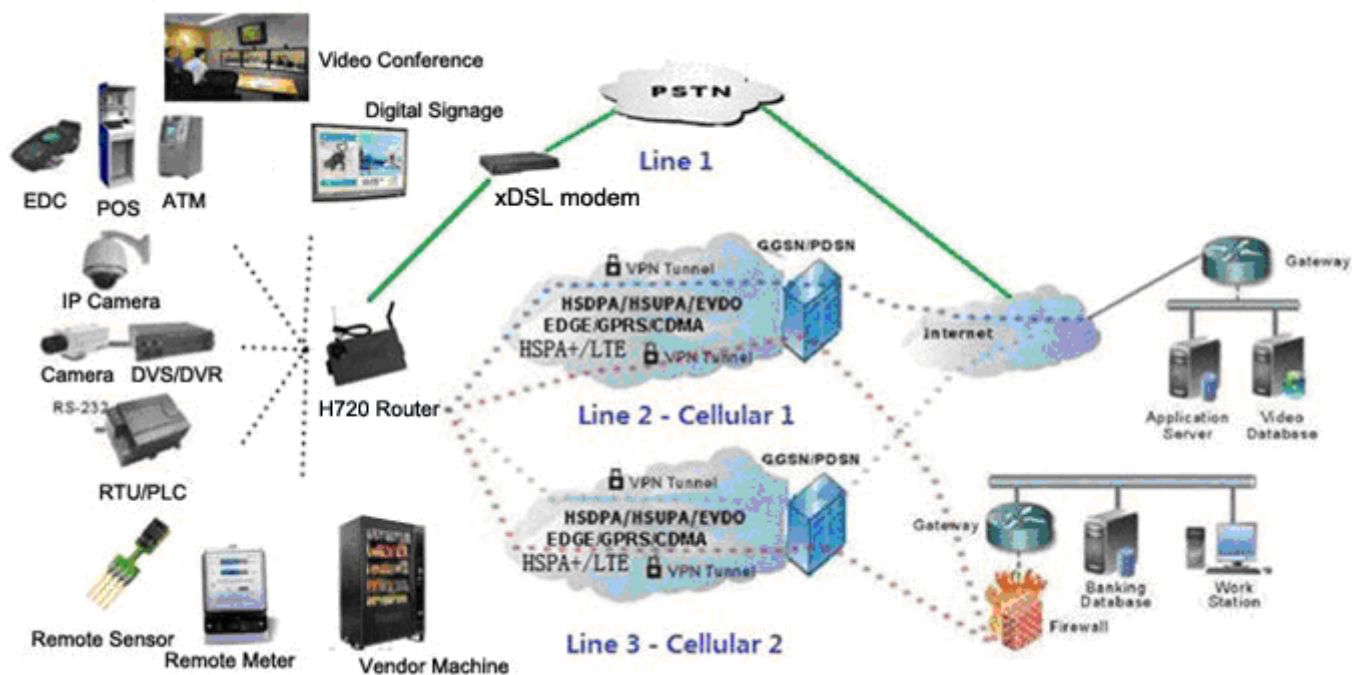 Video Conference
PSTN
Digital Signage
Line 1
EDC
POS
ATM
xDSL modem
GGSN/PDSN
VPN Tunnel
Gateway
IP Camera
HSDPA/HSUPA/EVDO
EDGE/GPRS/CDMA
HSPA+/LTE
VPN Tunnel
Internet
Camera
DVS/DVR
RS-232
H720 Router
Line 2 - Cellular 1
Application
Server
Video
Database
RTU/PLC
GGSN/PDSN
VPN Tunnel
HSDPA/HSUPA/EVDO
EDGE/GPRS/CDMA
HSPA+/LTE
VPN Tunnel
Gateway
Banking
Database
Work
Station
Firewall
Remote Sensor
Remote Meter
Vendor Machine
Line 3 - Cellular 2